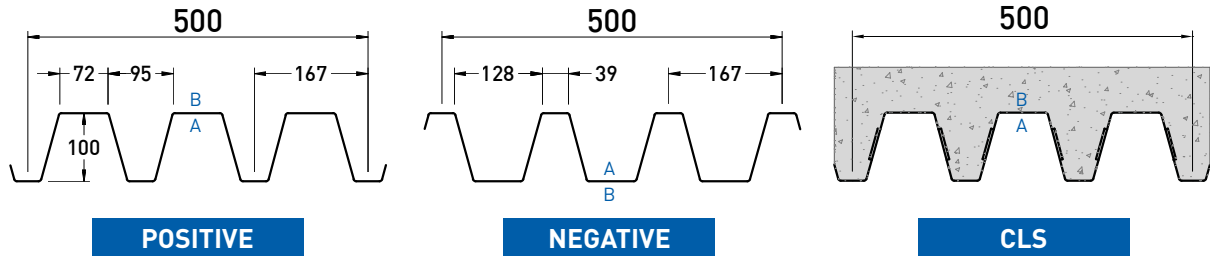 500 500 500
72 95 167 128 39 167
B B
A A
100
A
B
POSITIVE NEGATIVE CLS